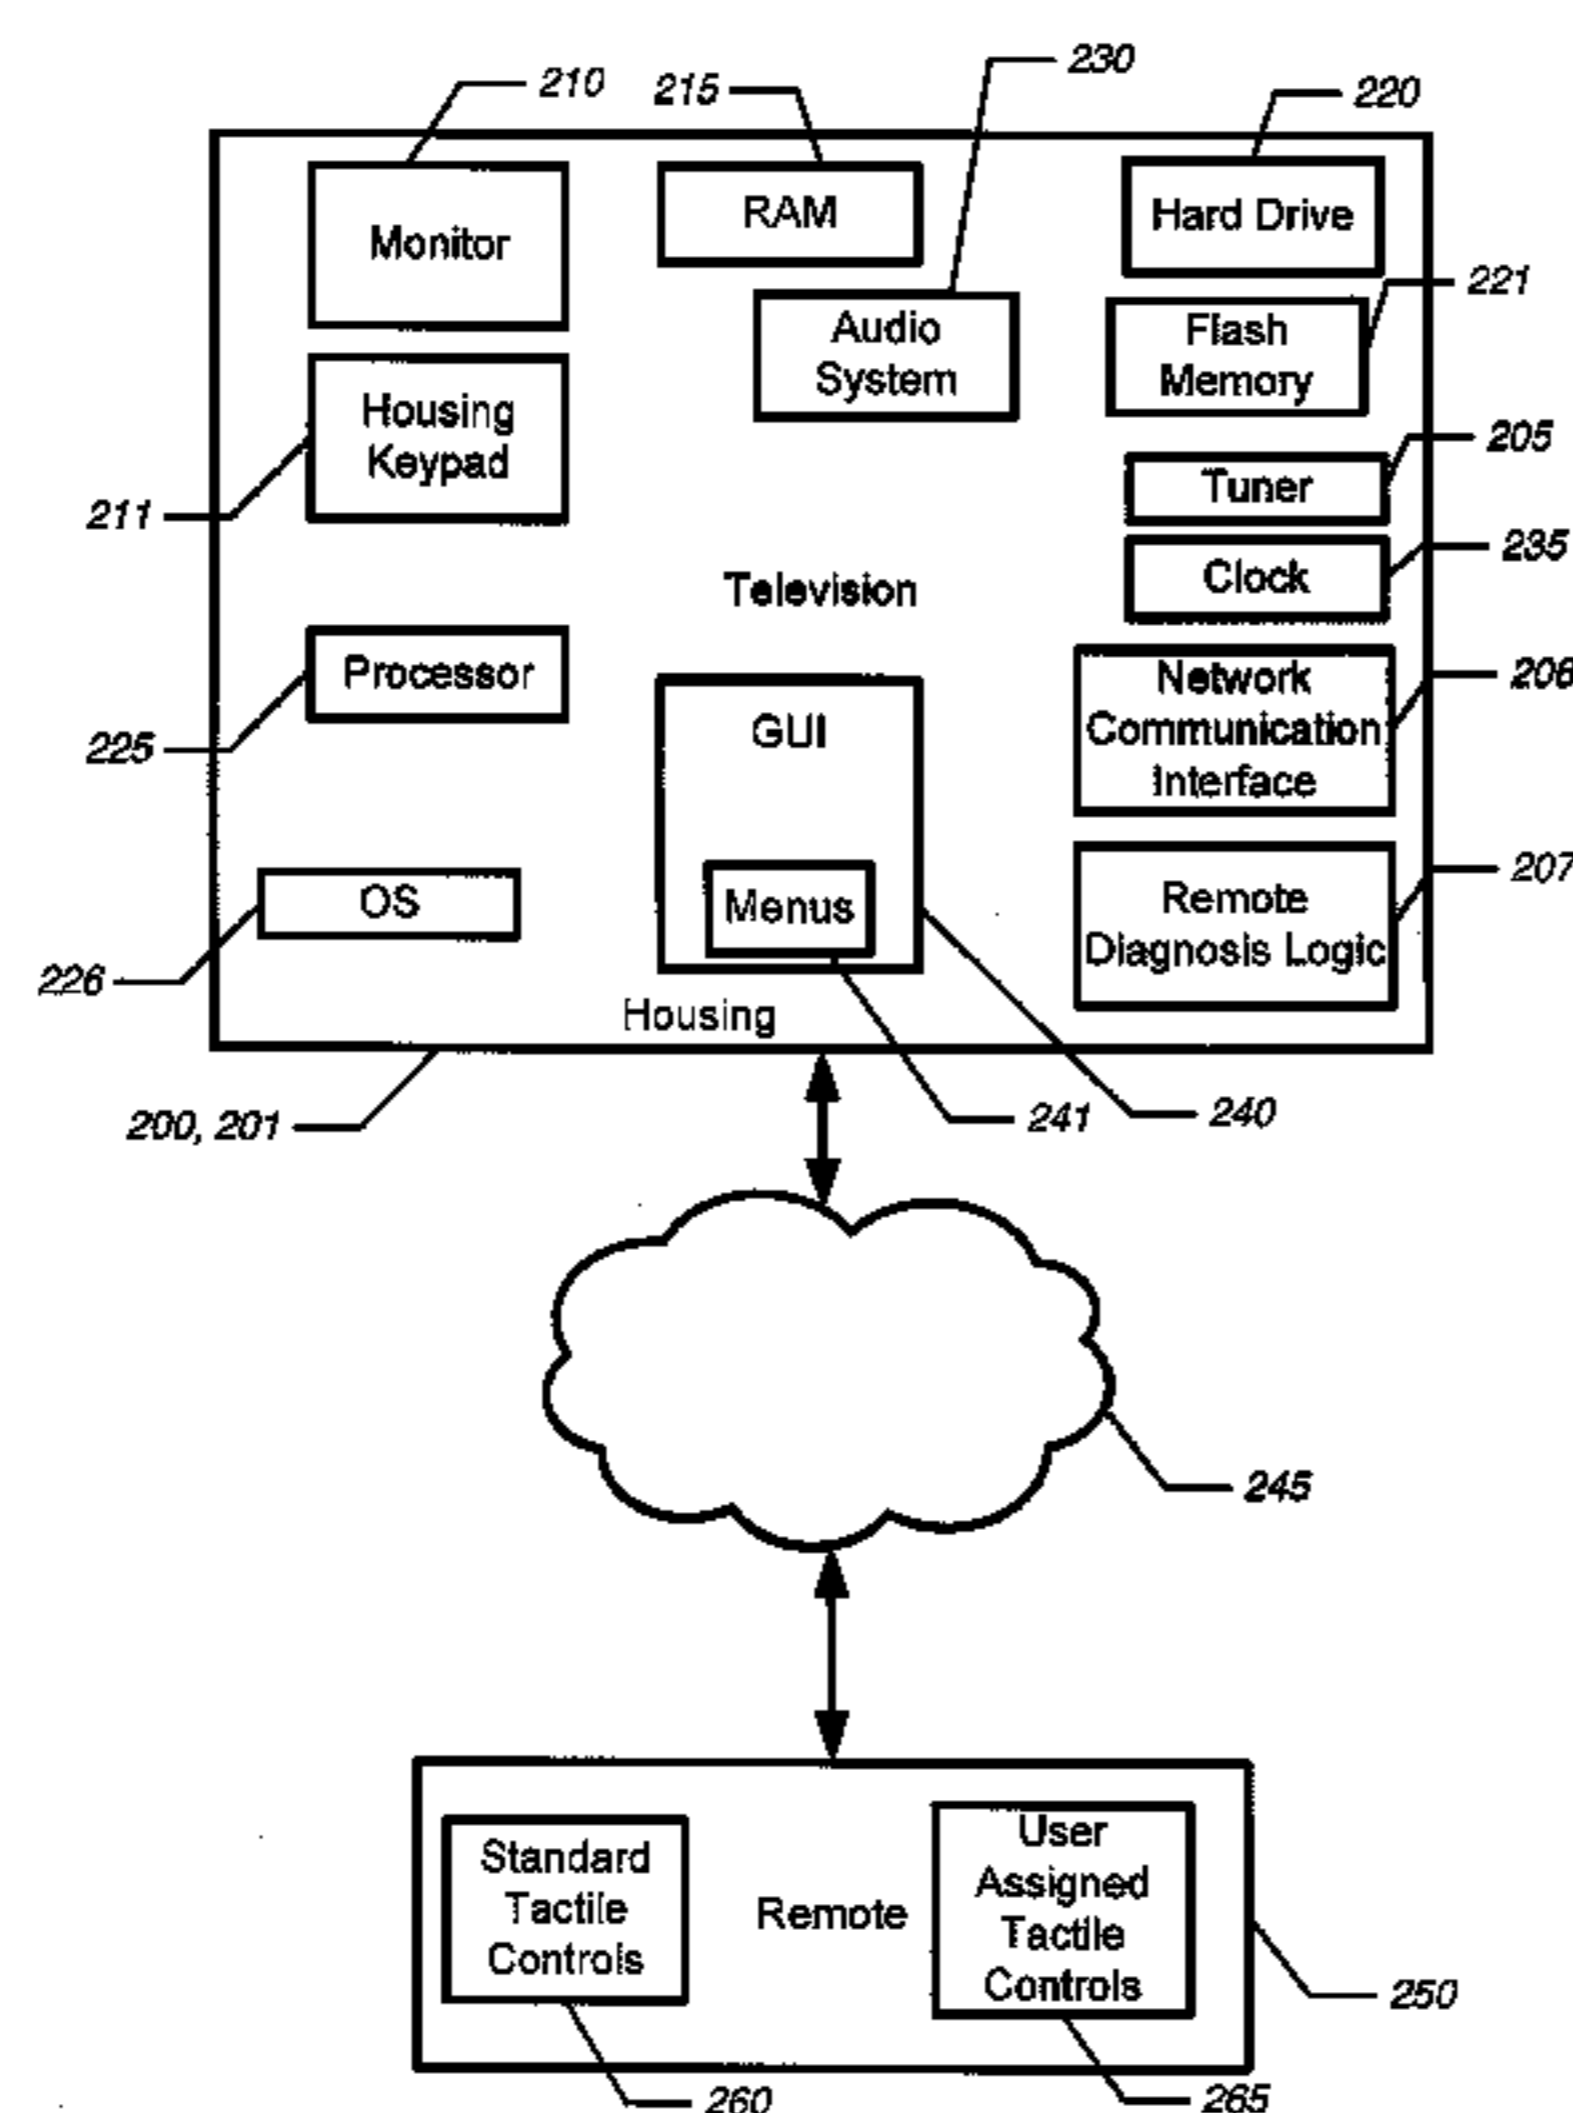 230
210
215
220
RAM
Hard Drive
Monitor
221
Audio
System
Flash
Memory
Housing
Keypad
205
Tuner
211
235
Clock
Television
Processor
206
Network
Communication
Interface
GUI
225
207
Remote
Diagnosis Logic
OS
Menus
226
Housing
200, 201
241
240
245
Standard
Tactile
Controls
Remote
User
Assigned
Tactile
Controls
250
260
265